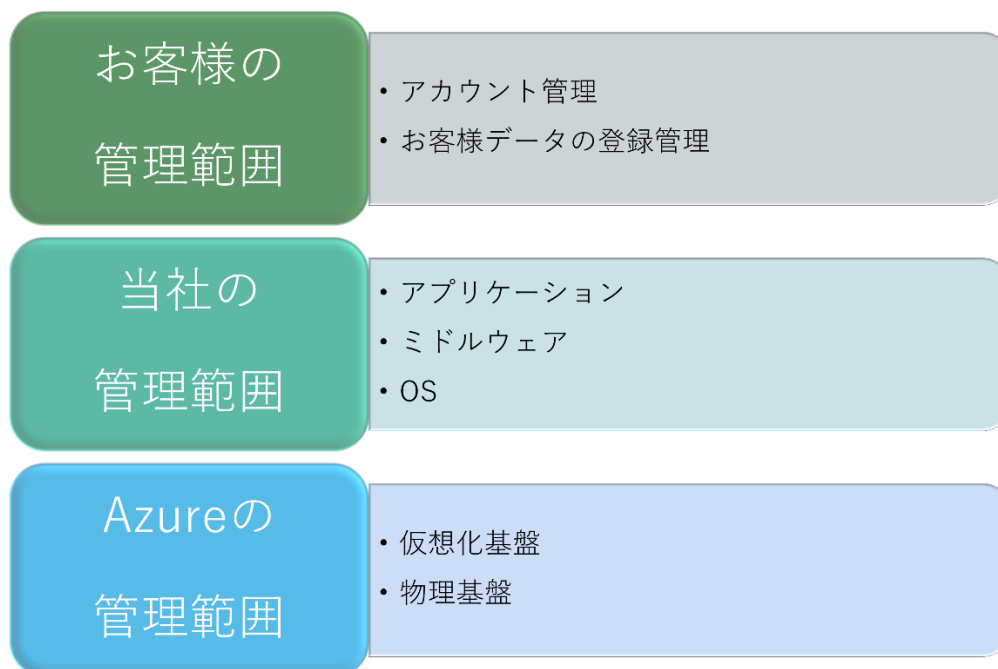 お客様の
管理範囲
• アカウント管理
• お客様データの登録管理
当社の
管理範囲
• アプリケーション
• ミドルウェア
• OS
Azureの
管理範囲
• 仮想化基盤
• 物理基盤